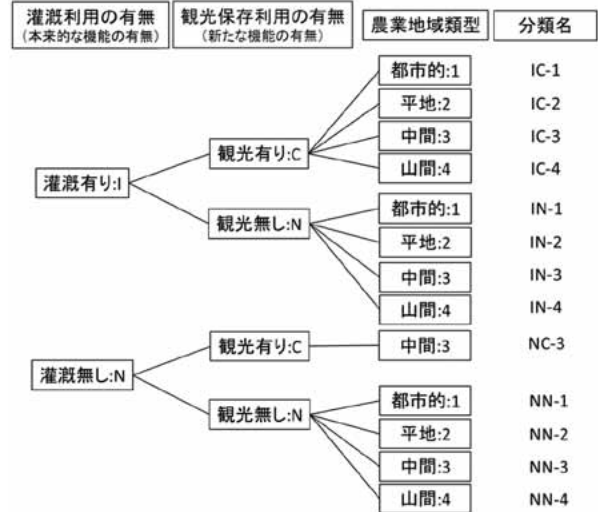 灌漑利用の有無
(本来的な機能の有無)
観光保存利用の有無
(新たな機能の有無)
農業地域類型
分類名
都市的:1
IC-1
平地:2
IC-2
観光有り:C
中間:3
IC-3
山間:4
IC-4
灌漑有り:I
都市的:1
IN-1
観光無し:N
平地:2
IN-2
中間:3
IN-3
山間:4
IN-4
観光有り:C
中間:3
NC-3
灌漑無し:N
都市的:1
NN-1
観光無し:N
平地:2
NN-2
中間:3
NN-3
山間:4
NN-4